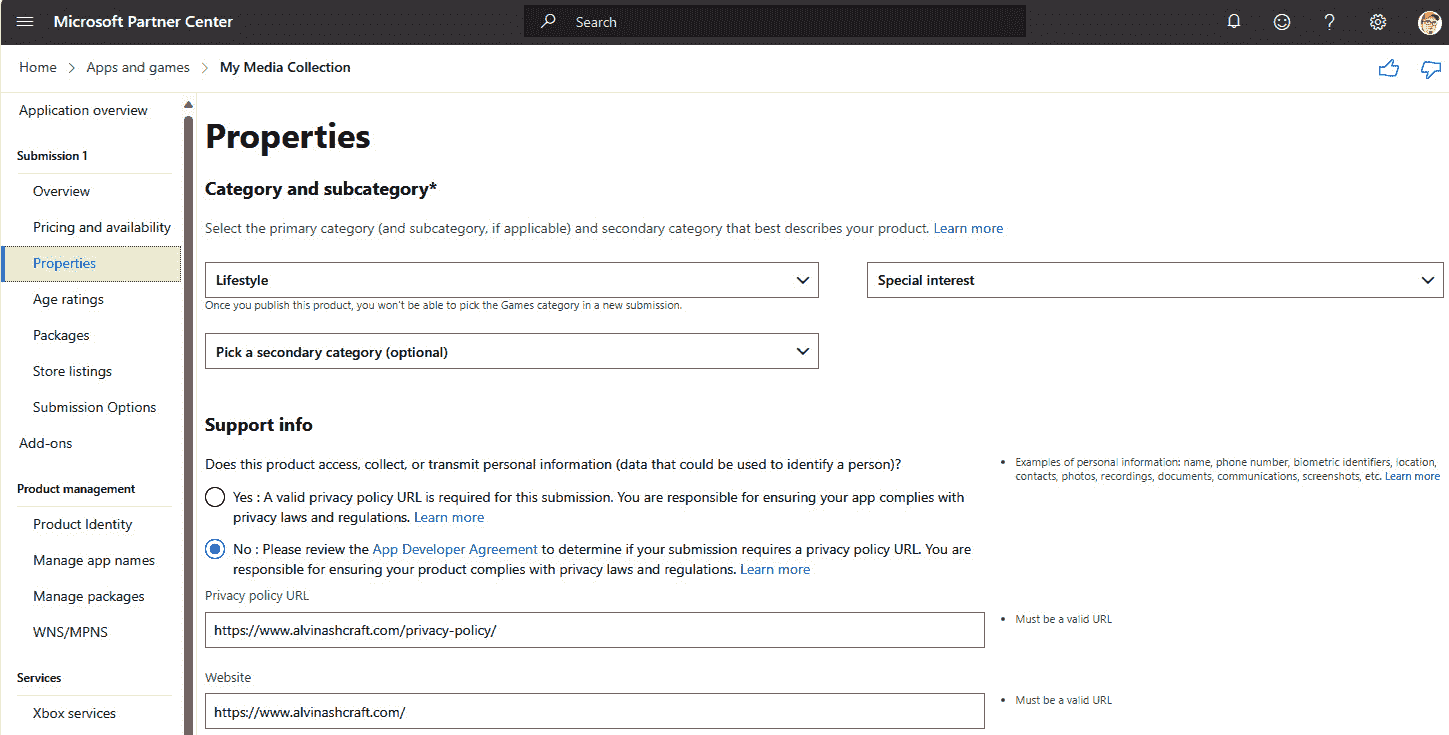 Microsoft Partner Center
Search
Home > Apps and games > My Media Collection
Application overview
Submission 1
Overview
Pricing and availability
Properties
Age ratings
Packages
Store listings
Submission Options
Add-ons
Product management
Product Identity
Manage app names
Manage packages
WNS/MPNS
Services
Xbox services
Properties
Category and subcategory*
Select the primary category (and subcategory, if applicable) and secondary category that best describes your product. Learn more
Lifestyle
Special interest
Once you publish this product, you won't be able to pick the Games category in a new submission.
Pick a secondary category (optional)
Support info
Does this product access, collect, or transmit personal information (data that could be used to identify a person)?
Yes : A valid privacy policy URL is required for this submission. You are responsible for ensuring your app complies with
privacy laws and regulations. Learn more
No : Please review the App Developer Agreement to determine if your submission requires a privacy policy URL. You are
responsible for ensuring your product complies with privacy laws and regulations. Learn more
• Examples of personal information: name, phone number, biometric identifiers, location,
contacts, photos, recordings, documents, communications, screenshots, etc. Learn more
Privacy policy URL
https://www.alvinashcraft.com/privacy-policy/
• Must be a valid URL
Website
https://www.alvinashcraft.com/
• Must be a valid URL